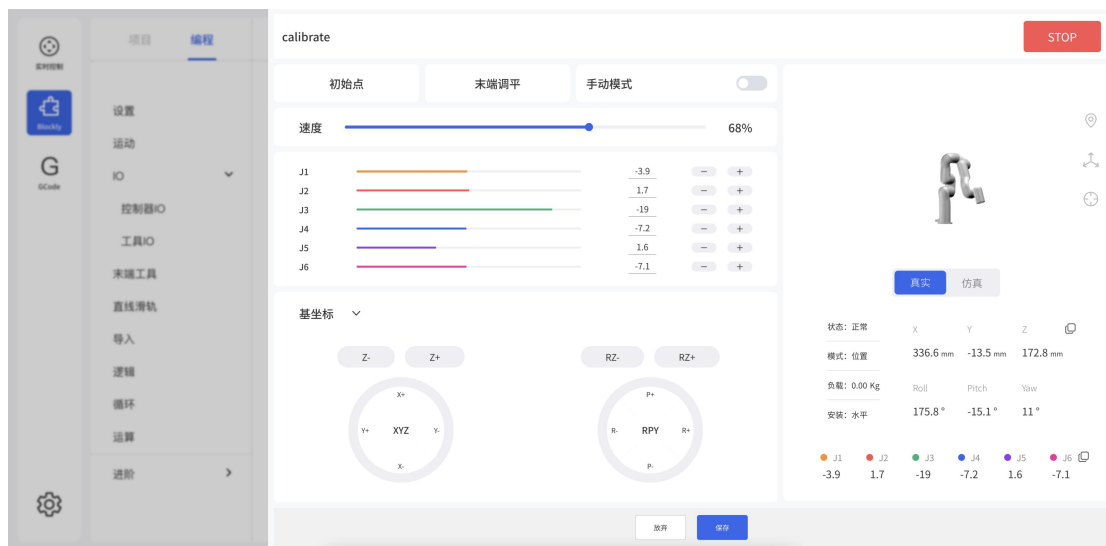 实时控制
Blockly
G
GCode
项目 编程
设置
运动
IO
控制器IO
工具IO
末端工具
直线滑轨
导入
逻辑
循环
运算
进阶
calibrate STOP
初始点 末端调平 手动模式
速度 68%
J1 -3.9 - +
J2 1.7 - +
J3 -19 - +
J4 -7.2 - +
J5 1.6 - +
J6 -7.1 - +
基坐标
Z- Z+ RZ- RZ+
X+ P+
Y+ XYZ Y- R- RPY R+
X- P-
真实 仿真
状态：正常 X Y Z
模式：位置 336.6 mm -13.5 mm 172.8 mm
负载：0.00 Kg Roll Pitch Yaw
安装：水平 175.8 ° -15.1 ° 11 °
J1 J2 J3 J4 J5 J6
-3.9 1.7 -19 -7.2 1.6 -7.1
放弃 保存